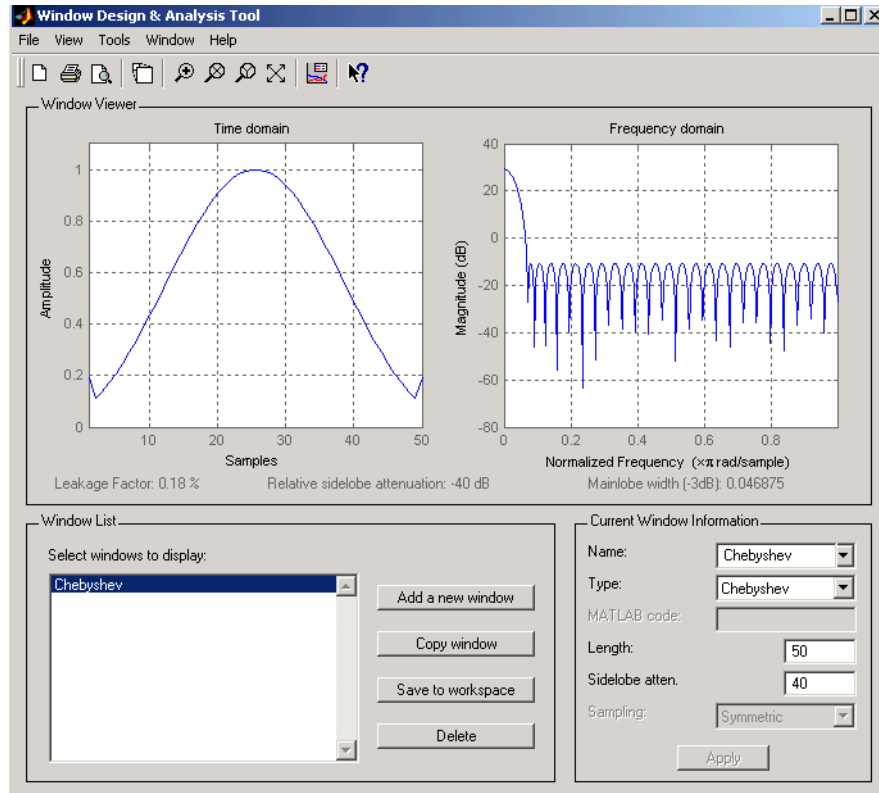 Window Design & Analysis Tool
File View Tools Window Help
Window Viewer
Time domain
Amplitude
1
0.8
0.6
0.4
0.2
0
10 20 30 40 50
Samples
Frequency domain
Magnitude (dB)
40
20
0
-20
-40
-60
-80
0 0.2 0.4 0.6 0.8
Normalized Frequency (×π rad/sample)
Leakage Factor: 0.18 % Relative sidelobe attenuation: -40 dB Mainlobe width (-3dB): 0.046875
Window List
Select windows to display:
Chebyshev
Add a new window
Copy window
Save to workspace
Delete
Current Window Information
Name: Chebyshev
Type: Chebyshev
MATLAB code:
Length: 50
Sidelobe atten. 40
Sampling: Symmetric
Apply